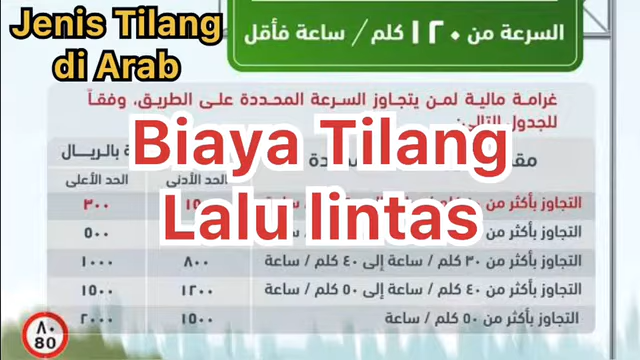 Jenis Tilang
di Arab
السرعة من ١٢٠ كلم / ساعة فأقل
غرامة مالية لمن يتجاوز السرعة المحددة على الطريق، وفقاً
للجدول التالي:
Biaya Tilang
Lalu lintas
بالريال
الحد الأدنى الحد الأعلى
التجاوز بأكثر من ساعة ٣٠٠
التجاوز بأكثر من ٥٠٠
التجاوز بأكثر من ٣٠ كلم / ساعة إلى ٤٠ كلم / ساعة ٨٠٠ ١٠٠٠
التجاوز بأكثر من ٤٠ كلم / ساعة إلى ٥٠ كلم / ساعة ١٢٠٠ ١٥٠٠
التجاوز بأكثر من ٥٠ كلم / ساعة ١٥٠٠ ٢٠٠٠
٨٠
80